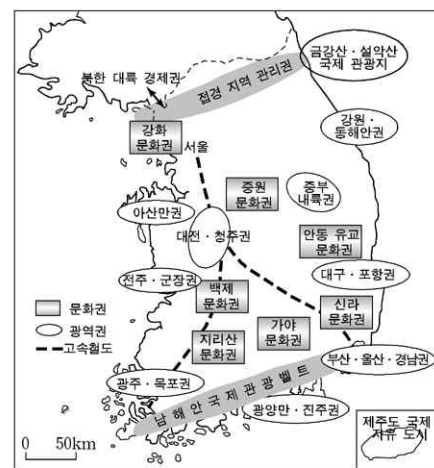 금강산·설악산
국제 관광지
북한 대륙 경제권
접경 지역 관리권
강원·
동해안권
강화
문화권
서울
중원
문화권
중부
내륙권
아산만권
대전·청주권
안동 유교
문화권
전주·군장권
대구·포항권
백제
문화권
신라
문화권
가야
문화권
지리산
문화권
문화권
광역권
고속철도
부산·울산·경남권
광주·목포권
남해안국제관광벨트
광양만·진주권
제주도 국제
자유 도시
0 50km